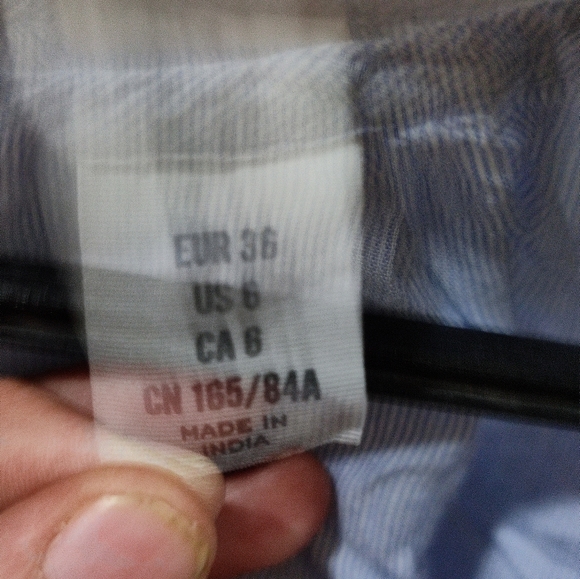 EUR 36
US 6
CA 6
CN 165/84A
MADE IN
INDIA